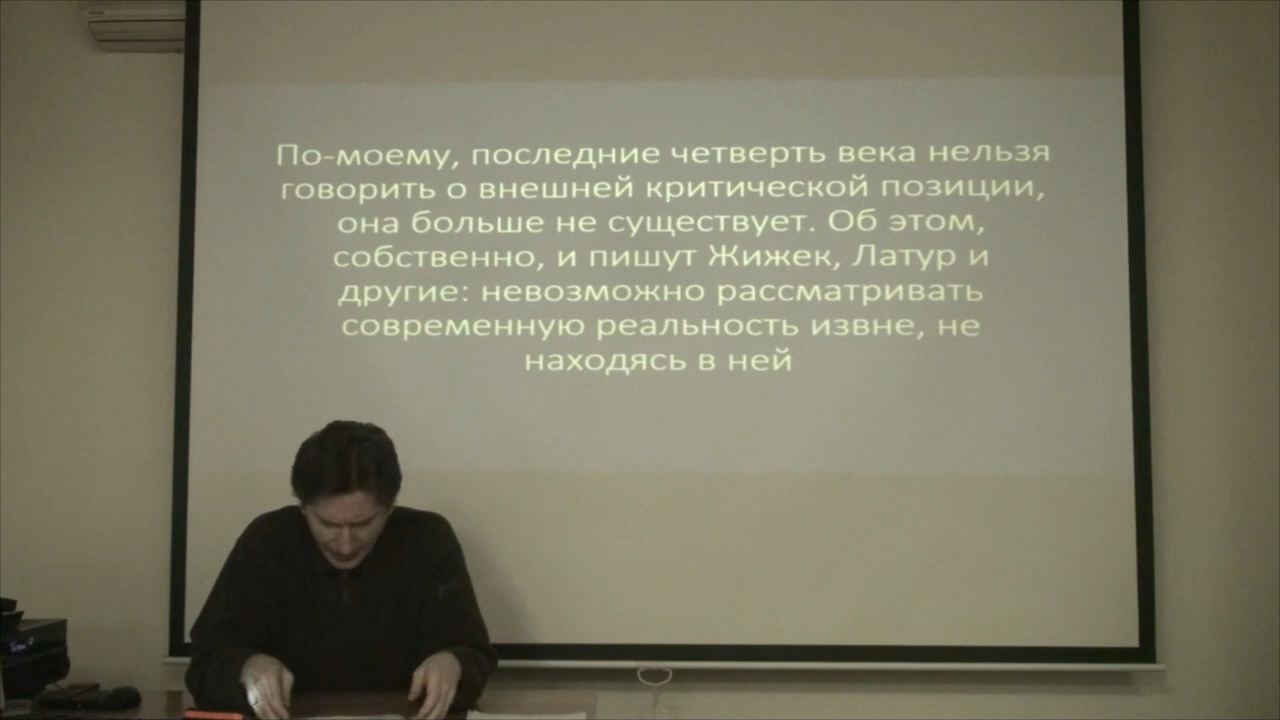 По-моему, последние четверть века нельзя
говорить о внешней критической позиции,
она больше не существует. Об этом,
собственно, и пишут Жижек, Латур и
другие: невозможно рассматривать
современную реальность извне, не
находясь в ней